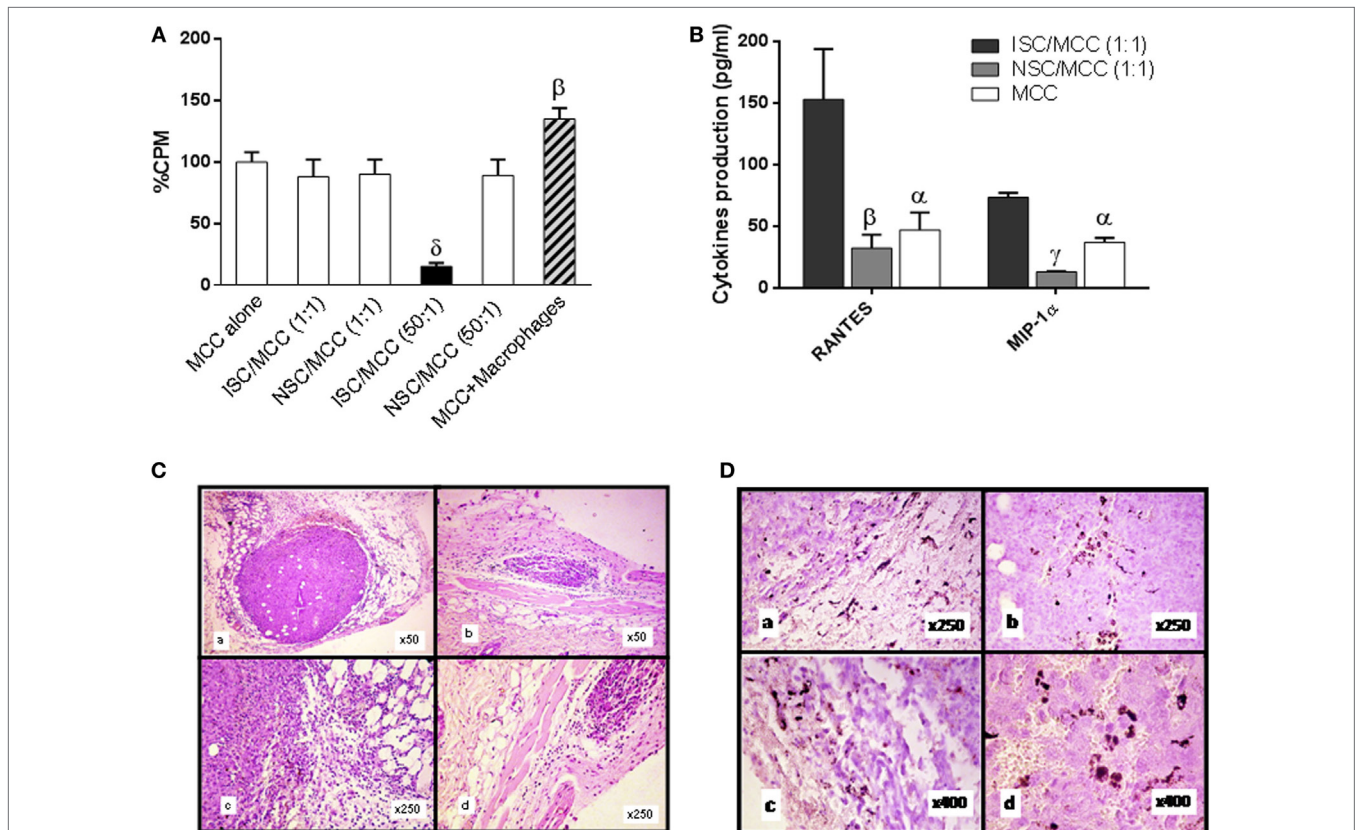 A
200
150
100
50
0
%CPM
β
δ
MCC alone
ISC/MCC (1:1)
NSC/MCC (1:1)
ISC/MCC (50:1)
NSC/MCC (50:1)
MCC+Macrophages
B
200
150
100
50
0
Cytokines production (pg/ml)
ISC/MCC (1:1)
NSC/MCC (1:1)
MCC
β
α
γ
α
RANTES
MIP-1α
C
a
x50
b
x50
c
x250
d
x250
D
a
x250
b
x250
c
x400
d
x400